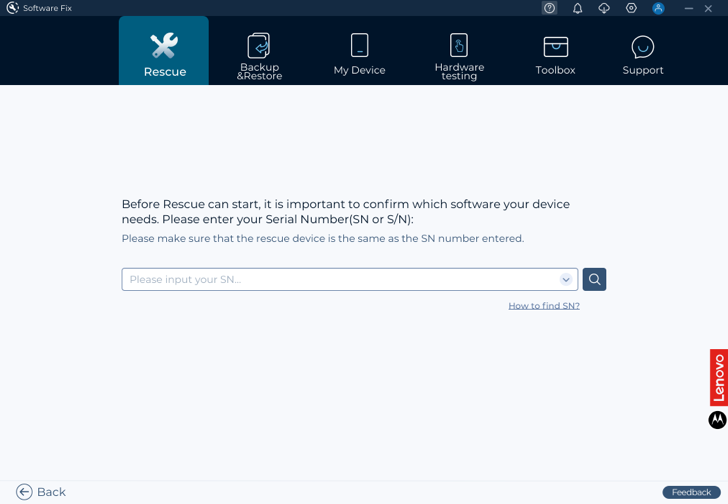 Software Fix
Rescue
Backup
&Restore
My Device
Hardware
testing
Toolbox
Support
Before Rescue can start, it is important to confirm which software your device
needs. Please enter your Serial Number(SN or S/N):
Please make sure that the rescue device is the same as the SN number entered.
Please input your SN...
How to find SN?
Lenovo
Back
Feedback